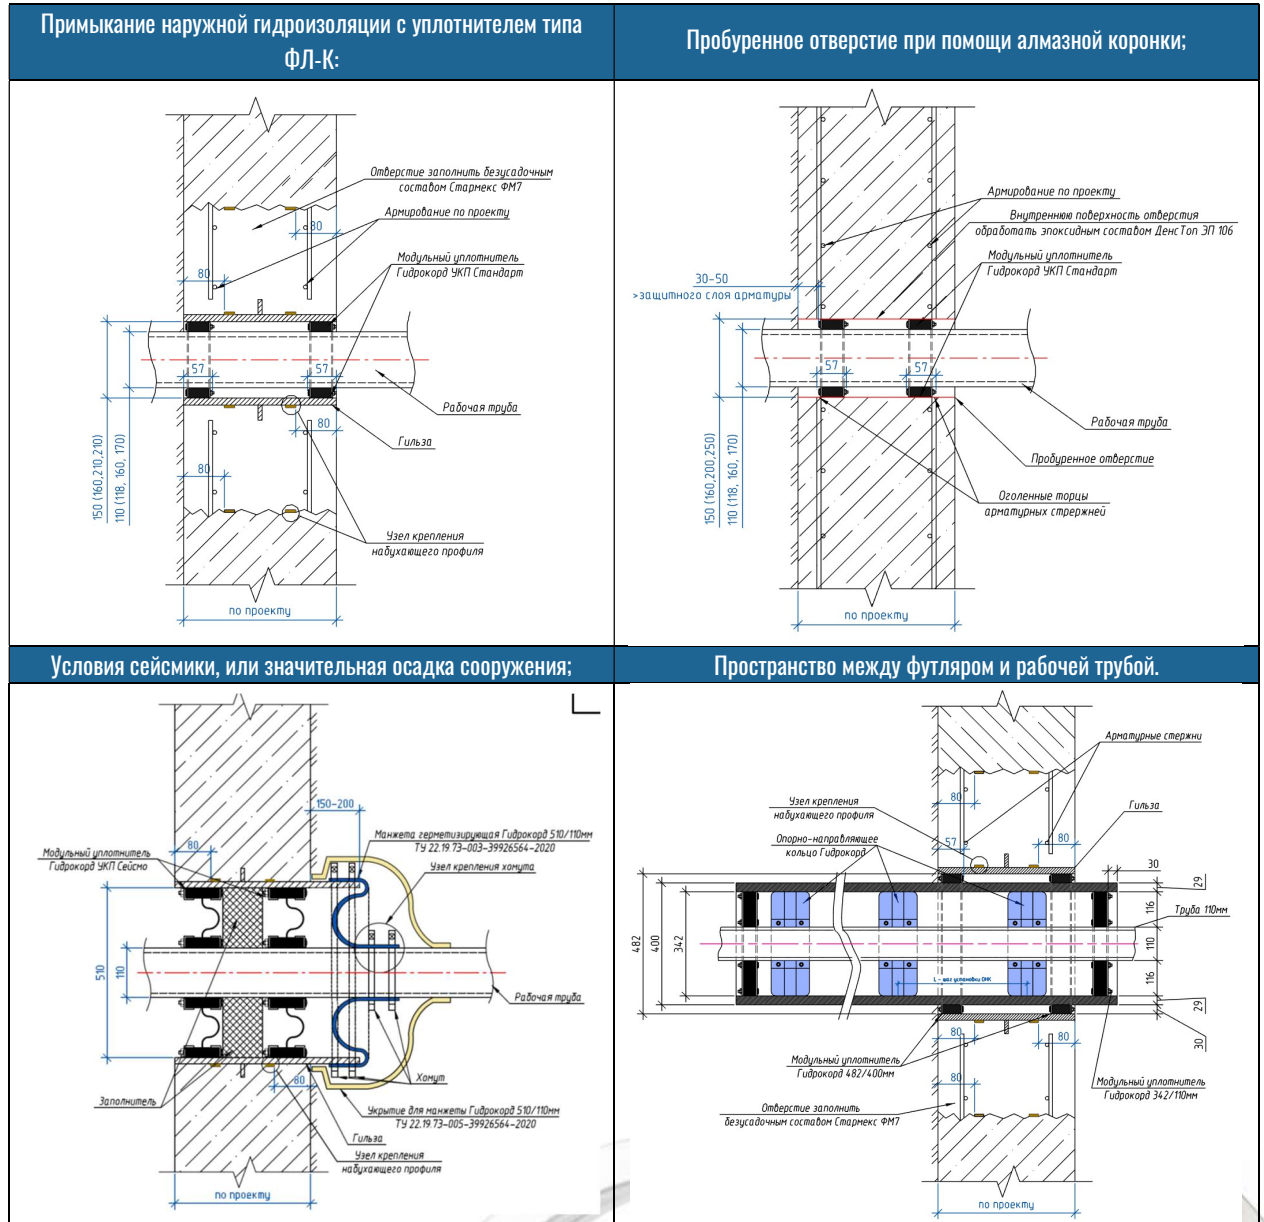 Примыкание наружной гидроизоляции с уплотнителем типа
ФЛ-К:
Пробуренное отверстие при помощи алмазной коронки;
Отверстие заполнить безусадочным
составом Стармекс ФМ7
Армирование по проекту
80
Модульный уплотнитель
Гидрокорд УКП Стандарт
80
57
57
Рабочая труба
80
Гильза
80
150 (160,210,210)
110 (118, 160, 170)
Узел крепления
набухающего профиля
по проекту
Армирование по проекту
Внутреннюю поверхность отверстия
обработать эпоксидным составом ДенсТоп ЭП 106
Модульный уплотнитель
Гидрокорд УКП Стандарт
30-50
>защитного слоя арматуры
57
57
Рабочая труба
Пробуренное отверстие
150 (160,200,250)
110 (118, 160, 170)
Оголенные торцы
арматурных стрержней
по проекту
Условия сейсмики, или значительная осадка сооружения;
Пространство между футляром и рабочей трубой.
150-200
Манжета герметизирующая Гидрокорд 510/110мм
ТУ 22.19.73-003-39926564-2020
80
Модульный уплотнитель
Гидрокорд УКП Сейсмо
Узел крепления хомута
510
110
Рабочая труба
Хомут
80
Заполнитель
Укрытие для манжеты Гидрокорд 510/110мм
ТУ 22.19.73-005-39926564-2020
Гильза
Узел крепления
набухающего профиля
по проекту
Арматурные стержни
80
Узел крепления
набухающего профиля
Гильза
Опорно-направляющее
кольцо Гидрокорд
57
80
30
29
116
Труба 110мм
482
400
342
110
L - шаг установки ОНК
116
29
30
80
Модульный уплотнитель
Гидрокорд 482/400мм
80
Модульный уплотнитель
Гидрокорд 342/110мм
Отверстие заполнить
безусадочным составом Стармекс ФМ7
по проекту